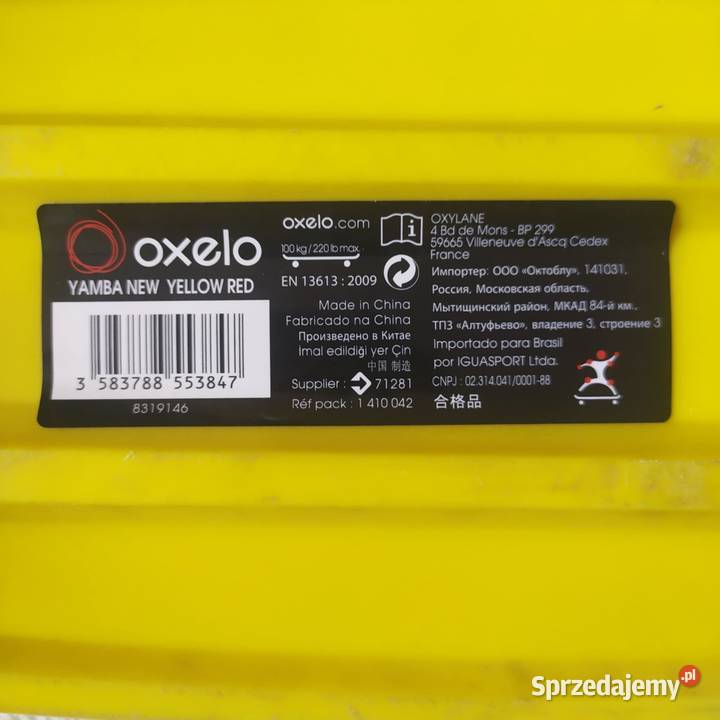 oxelo
YAMBA NEW YELLOW RED
3 583788 553847
8319146
oxelo.com
100 kg / 220 lb max.
EN 13613 : 2009
Made in China
Fabricado na China
Произведено в Китае
İmal edildiği yer Çin
中国 制造
Supplier : 71281
Réf pack : 1 410 042
i
OXYLANE
4 Bd de Mons - BP 299
59665 Villeneuve d'Ascq Cedex
France
Импортер: ООО «Октоблу», 141031,
Россия, Московская область,
Мытищинский район, МКАД 84-й км.,
ТПЗ «Алтуфьево», владение 3, строение 3
Importado para Brasil
por IGUASPORT Ltda.
CNPJ : 02.314.041/0001-88
合格品
Sprzedajemy.pl